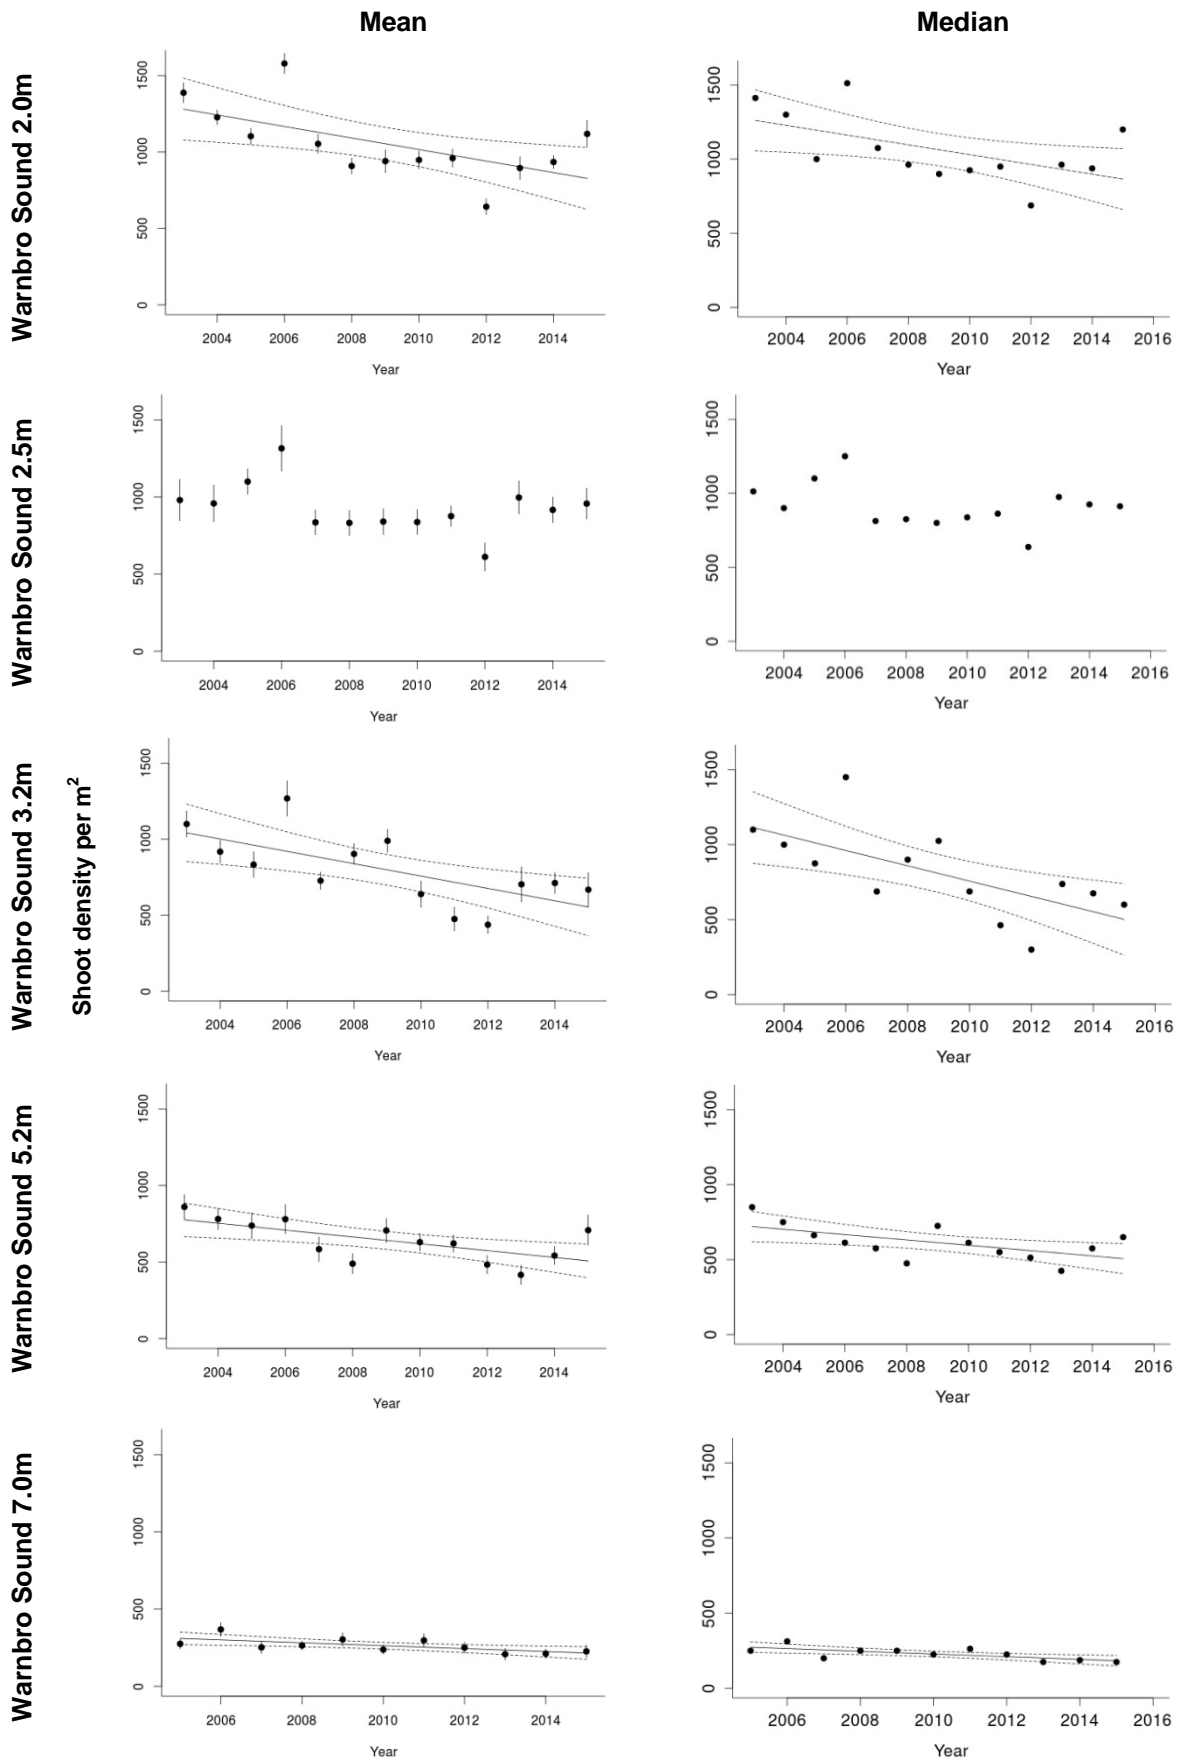 Mean
Median
Warnbro Sound 2.0m
0 500 1000 1500
2004 2006 2008 2010 2012 2014
Year
0 500 1000 1500
2004 2006 2008 2010 2012 2014 2016
Year
Warnbro Sound 2.5m
0 500 1000 1500
2004 2006 2008 2010 2012 2014
Year
0 500 1000 1500
2004 2006 2008 2010 2012 2014 2016
Year
Warnbro Sound 3.2m
Shoot density per m²
0 500 1000 1500
2004 2006 2008 2010 2012 2014
Year
0 500 1000 1500
2004 2006 2008 2010 2012 2014 2016
Year
Warnbro Sound 5.2m
0 500 1000 1500
2004 2006 2008 2010 2012 2014
Year
0 500 1000 1500
2004 2006 2008 2010 2012 2014 2016
Year
Warnbro Sound 7.0m
0 500 1000 1500
2006 2008 2010 2012 2014
Year
0 500 1000 1500
2006 2008 2010 2012 2014 2016
Year